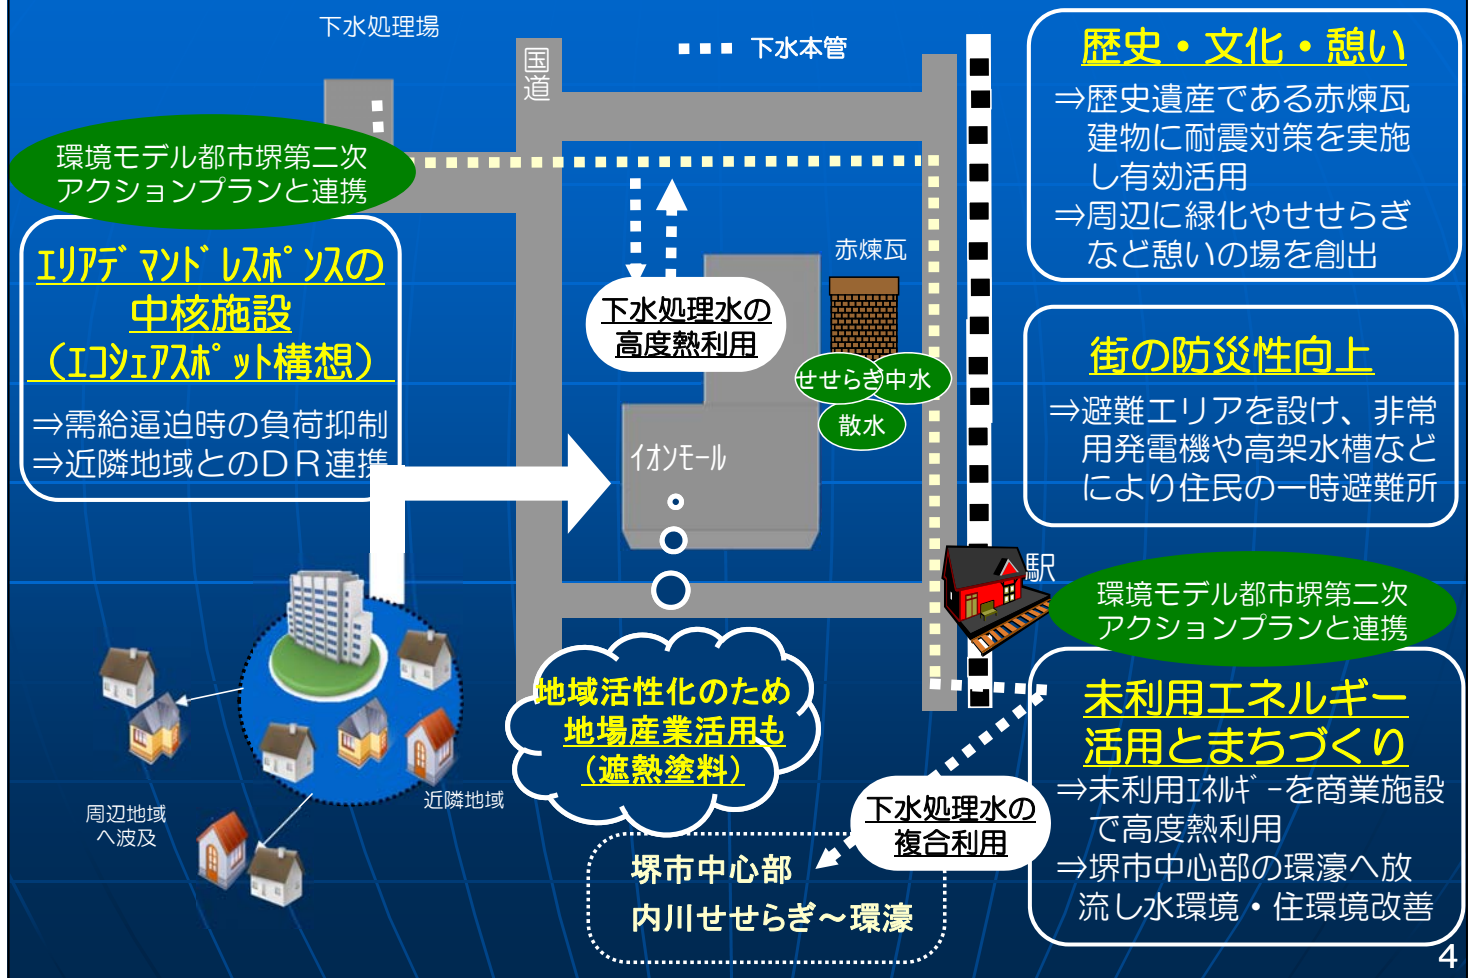 下水処理場
国道
下水本管
環境モデル都市堺第二次
アクションプランと連携
ｴﾘｱﾃﾞﾏﾝﾄﾞﾚｽﾎﾟﾝｽの
中核施設
（ｴｺｼｪｱｽﾎﾟｯﾄ構想）
⇒需給逼迫時の負荷抑制
⇒近隣地域とのＤＲ連携
下水処理水の
高度熱利用
赤煉瓦
せせらぎ
中水
散水
ｲｵﾝﾓｰﾙ
駅
歴史・文化・憩い
⇒歴史遺産である赤煉瓦
建物に耐震対策を実施
し有効活用
⇒周辺に緑化やせせらぎ
など憩いの場を創出
街の防災性向上
⇒避難エリアを設け、非常
用発電機や高架水槽など
により住民の一時避難所
環境モデル都市堺第二次
アクションプランと連携
未利用エネルギー
活用とまちづくり
⇒未利用ｴﾈﾙｷﾞｰを商業施設
で高度熱利用
⇒堺市中心部の環濠へ放
流し水環境・住環境改善
地域活性化のため
地場産業活用も
（遮熱塗料）
下水処理水の
複合利用
堺市中心部
内川せせらぎ～環濠
近隣地域
周辺地域
へ波及
4